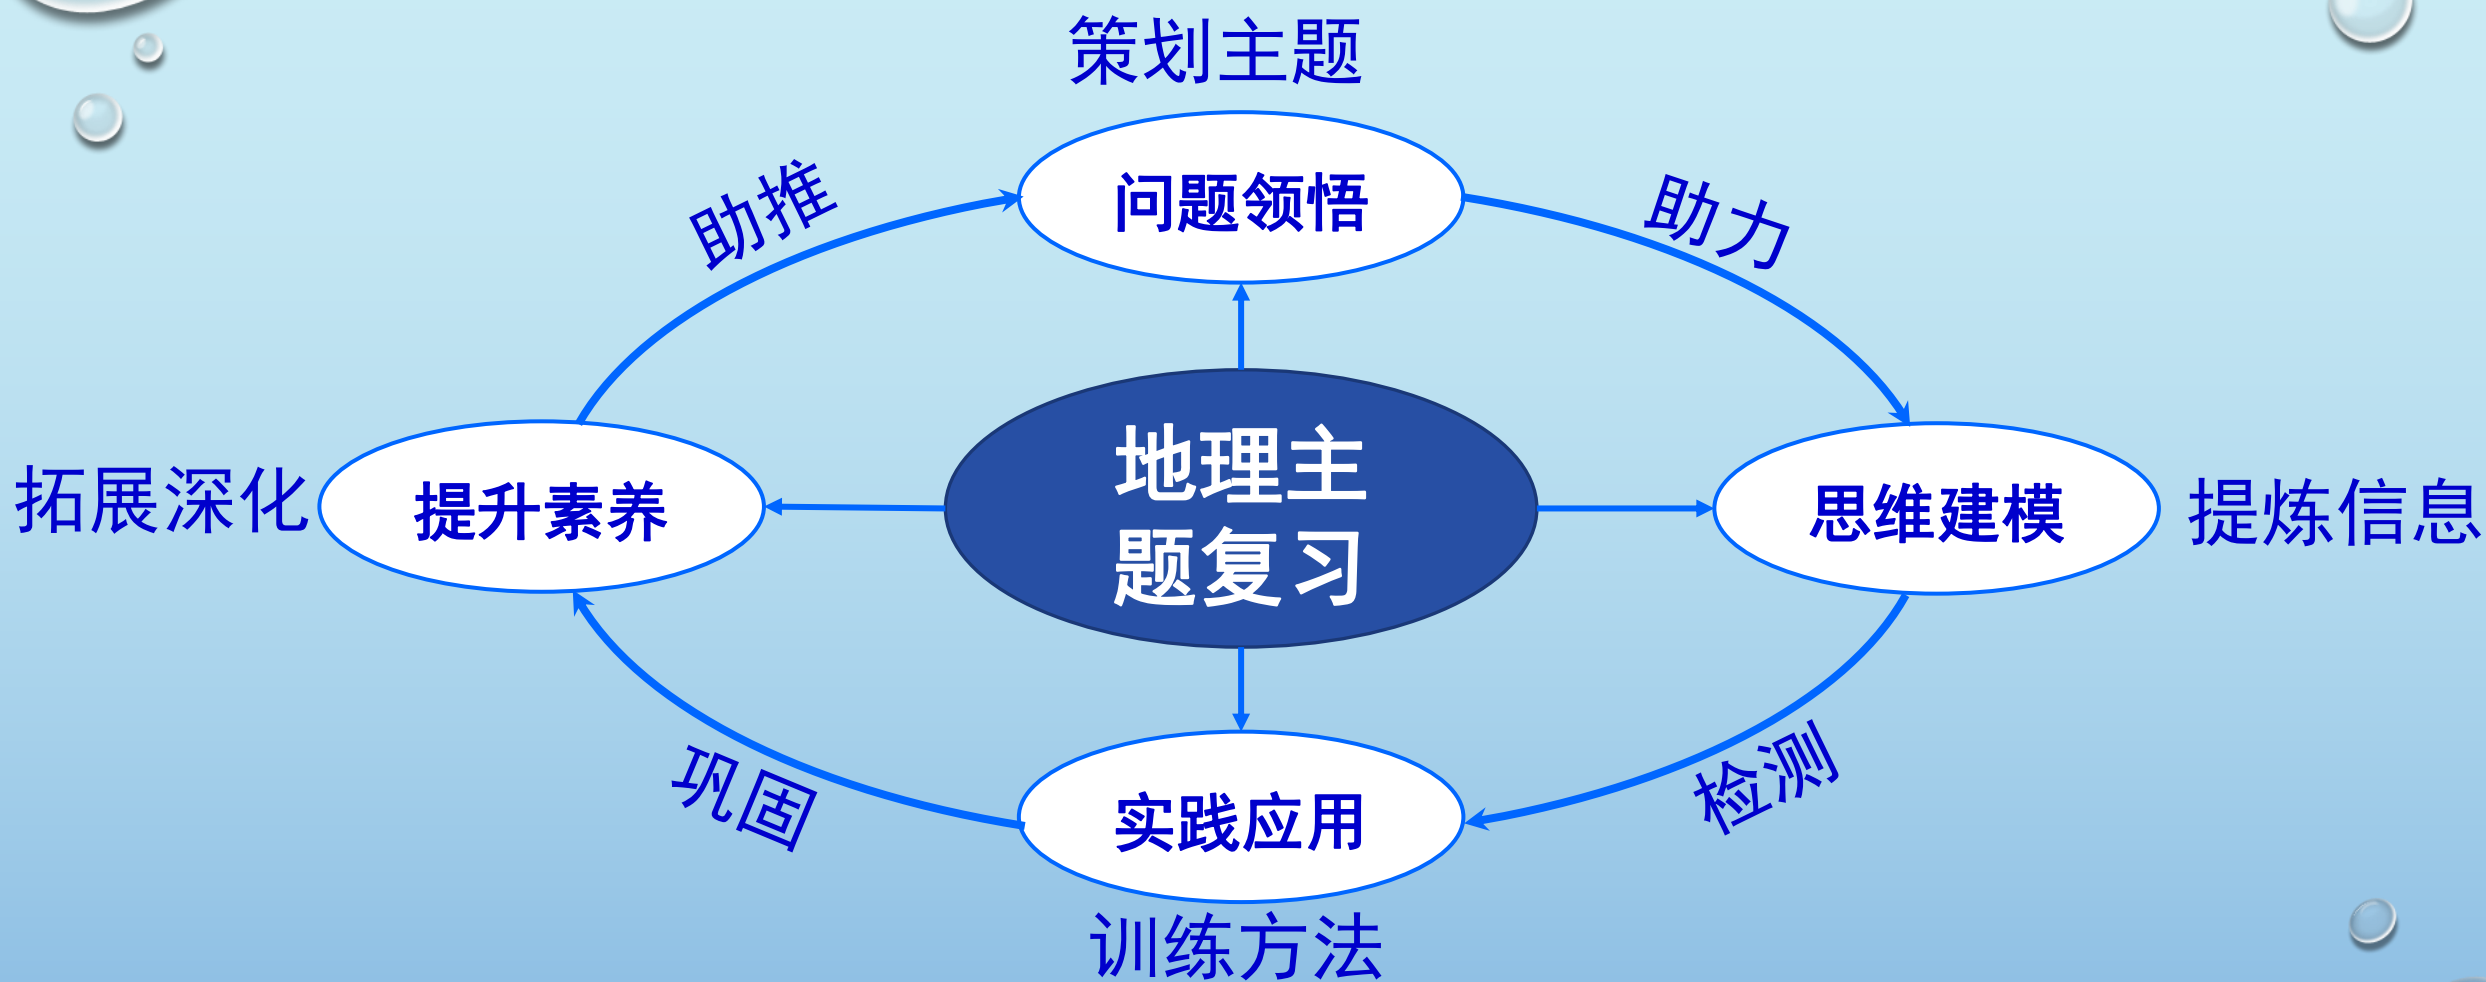 策划主题
问题领悟
助推
助力
地理主
题复习
拓展深化
提升素养
思维建模
提炼信息
巩固
检测
实践应用
训练方法